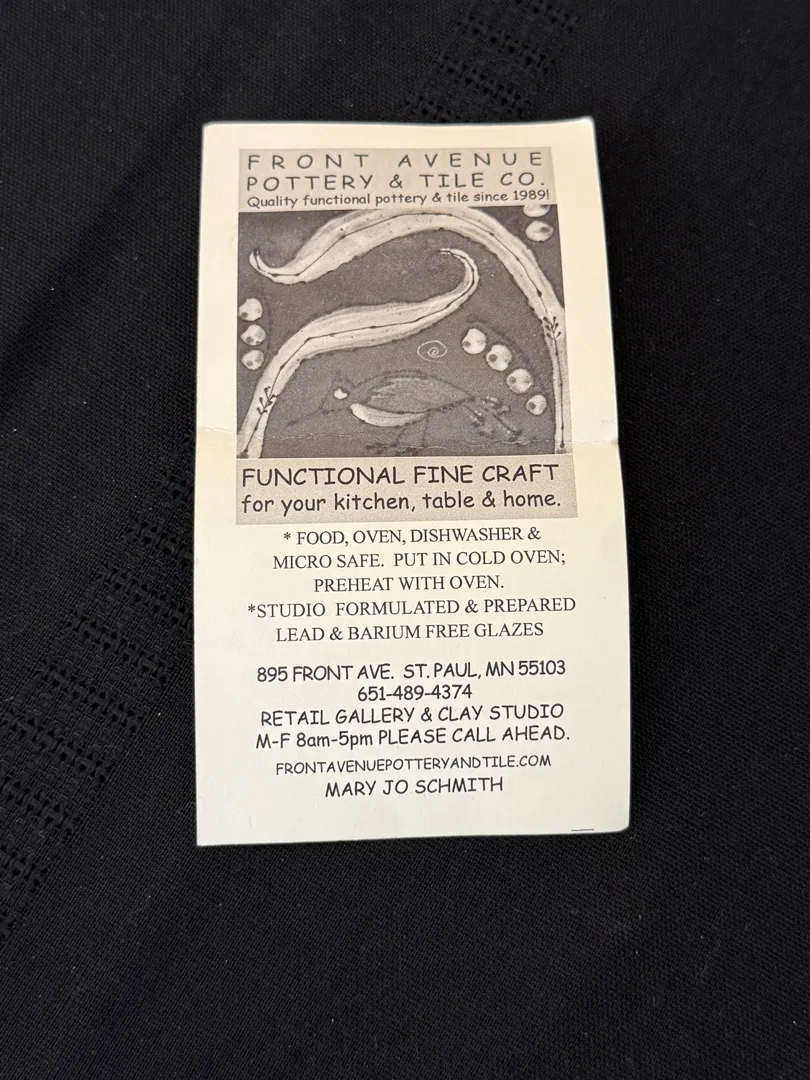 FRONT AVENUE
POTTERY & TILE CO.
Quality functional pottery & tile since 1989!
FUNCTIONAL FINE CRAFT
for your kitchen, table & home.
* FOOD, OVEN, DISHWASHER &
MICRO SAFE. PUT IN COLD OVEN;
PREHEAT WITH OVEN.
*STUDIO FORMULATED & PREPARED
LEAD & BARIUM FREE GLAZES
895 FRONT AVE. ST. PAUL, MN 55103
651-489-4374
RETAIL GALLERY & CLAY STUDIO
M-F 8am-5pm PLEASE CALL AHEAD.
FRONTAVENUEPOTTERYANDTILE.COM
MARY JO SCHMITH